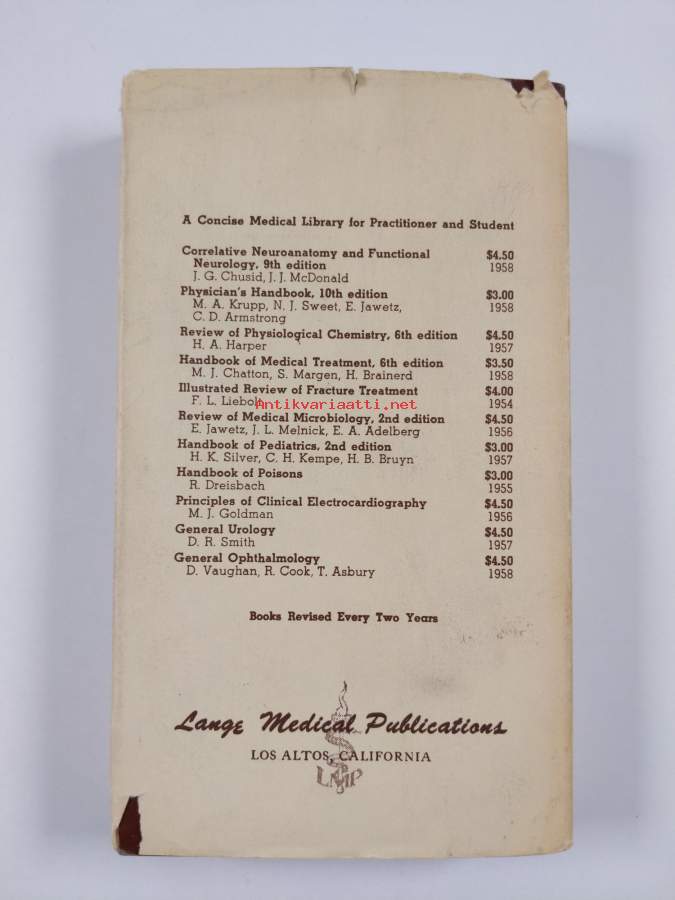 A Concise Medical Library for Practitioner and Student
Correlative Neuroanatomy and Functional $4.50
Neurology, 9th edition 1958
J. G. Chusid, J. J. McDonald
Physician's Handbook, 10th edition $3.00
M. A. Krupp, N. J. Sweet, E. Jawetz, 1958
C. D. Armstrong
Review of Physiological Chemistry, 6th edition $4.50
H. A. Harper 1957
Handbook of Medical Treatment, 6th edition $3.50
M. J. Chatton, S. Margen, H. Brainerd 1958
Illustrated Review of Fracture Treatment $4.00
F. L. Liebolt 1954
Antikvariaatti.net
Review of Medical Microbiology, 2nd edition $4.50
E. Jawetz, J. L. Melnick, E. A. Adelberg 1956
Handbook of Pediatrics, 2nd edition $3.00
H. K. Silver, C. H. Kempe, H. B. Bruyn 1957
Handbook of Poisons $3.00
R. Dreisbach 1955
Principles of Clinical Electrocardiography $4.50
M. J. Goldman 1956
General Urology $4.50
D. R. Smith 1957
General Ophthalmology $4.50
D. Vaughan, R. Cook, T. Asbury 1958
Books Revised Every Two Years
Lange Medical Publications
LOS ALTOS, CALIFORNIA
LMP